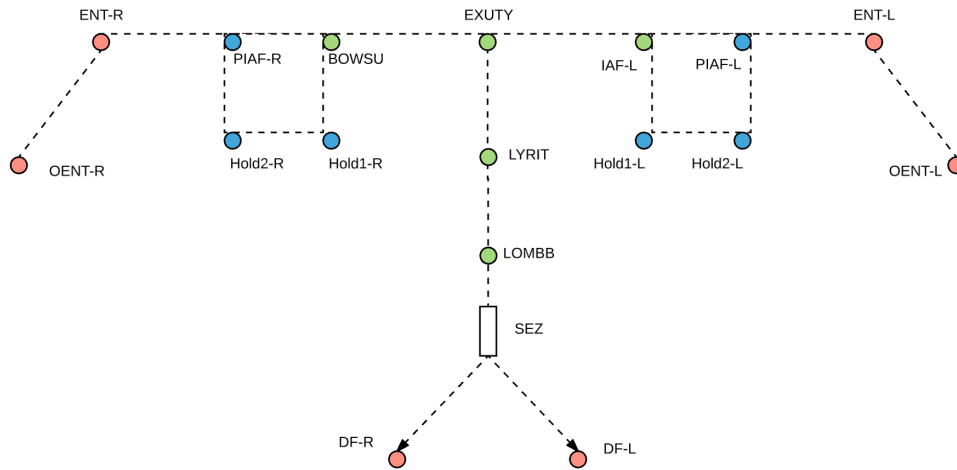 ENT-R
EXUTY
ENT-L
PIAF-R
BOWSU
IAF-L
PIAF-L
LYRIT
Hold2-R
Hold1-R
Hold1-L
Hold2-L
OENT-R
OENT-L
LOMBB
SEZ
DF-R
DF-L